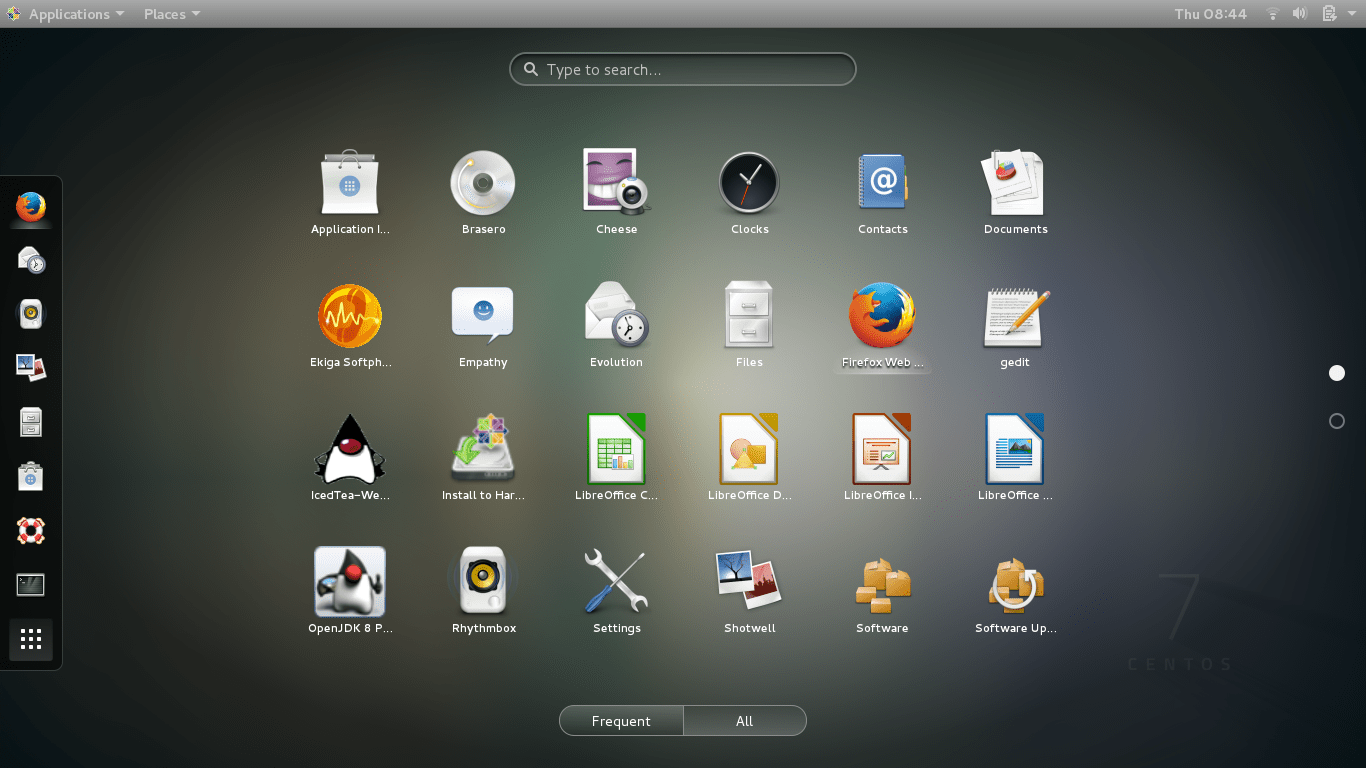 Applications Places Thu 08:44
Type to search...
Application I... Brasero Cheese Clocks Contacts Documents
Ekiga Softph... Empathy Evolution Files Firefox Web ... gedit
IcedTea-We... Install to Har... LibreOffice C... LibreOffice D... LibreOffice I... LibreOffice ...
OpenJDK 8 P... Rhythmbox Settings Shotwell Software Software Up...
7
CENTOS
Frequent All